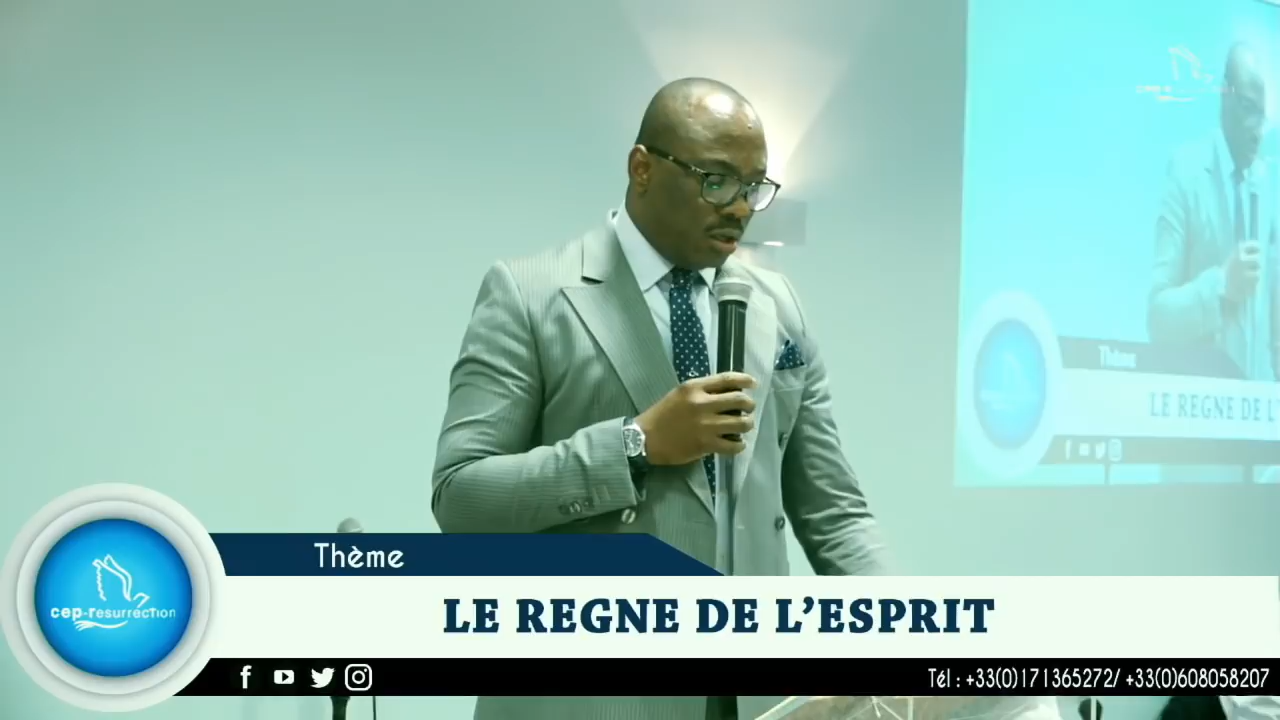 Thème
LE REGNE DE L'
Thème
LE REGNE DE L’ESPRIT
cep-resurrection
Tél : +33(0)171365272/ +33(0)608058207